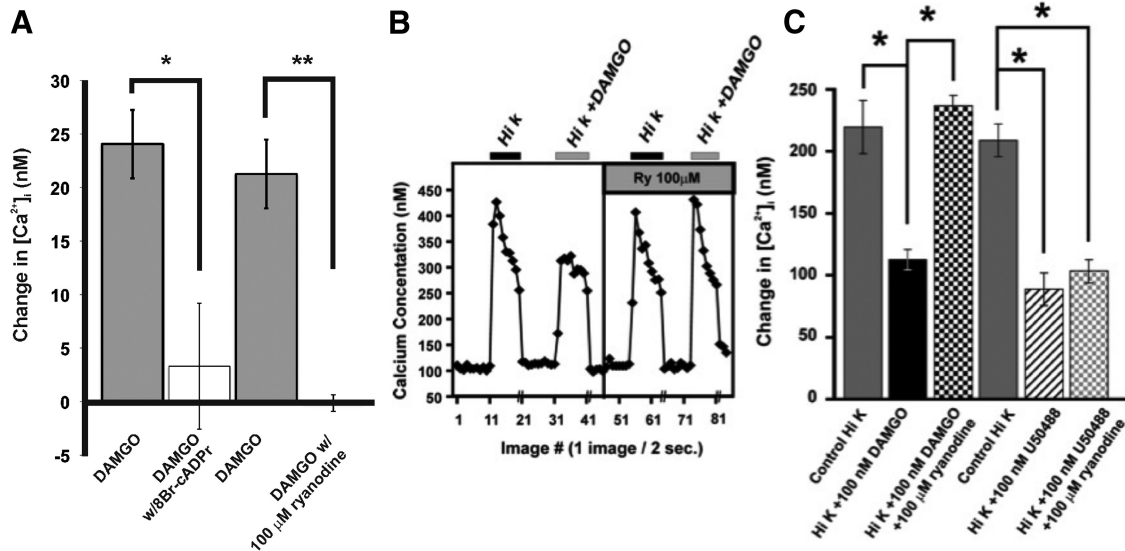 A
Change in [Ca²⁺]ᵢ (nM)
30
25
20
15
10
5
0
-5
*
**
DAMGO
DAMGO
w/8Br-cADPr
DAMGO
DAMGO w/
100 µM ryanodine
B
Hi k
Hi k +DAMGO
Hi k
Hi k +DAMGO
Ry 100µM
Calcium Concentration (nM)
450
400
350
300
250
200
150
100
50
1 11 21 31 41 51 61 71 81
Image # (1 image / 2 sec.)
C
Change in [Ca²⁺]ᵢ (nM)
250
200
150
100
50
0
*
*
*
*
Control Hi K
Hi K +100 nM DAMGO
Hi K +100 nM DAMGO
+100 µM ryanodine
Control Hi K
Hi K +100 nM U50488
Hi K +100 nM U50488
+100 µM ryanodine